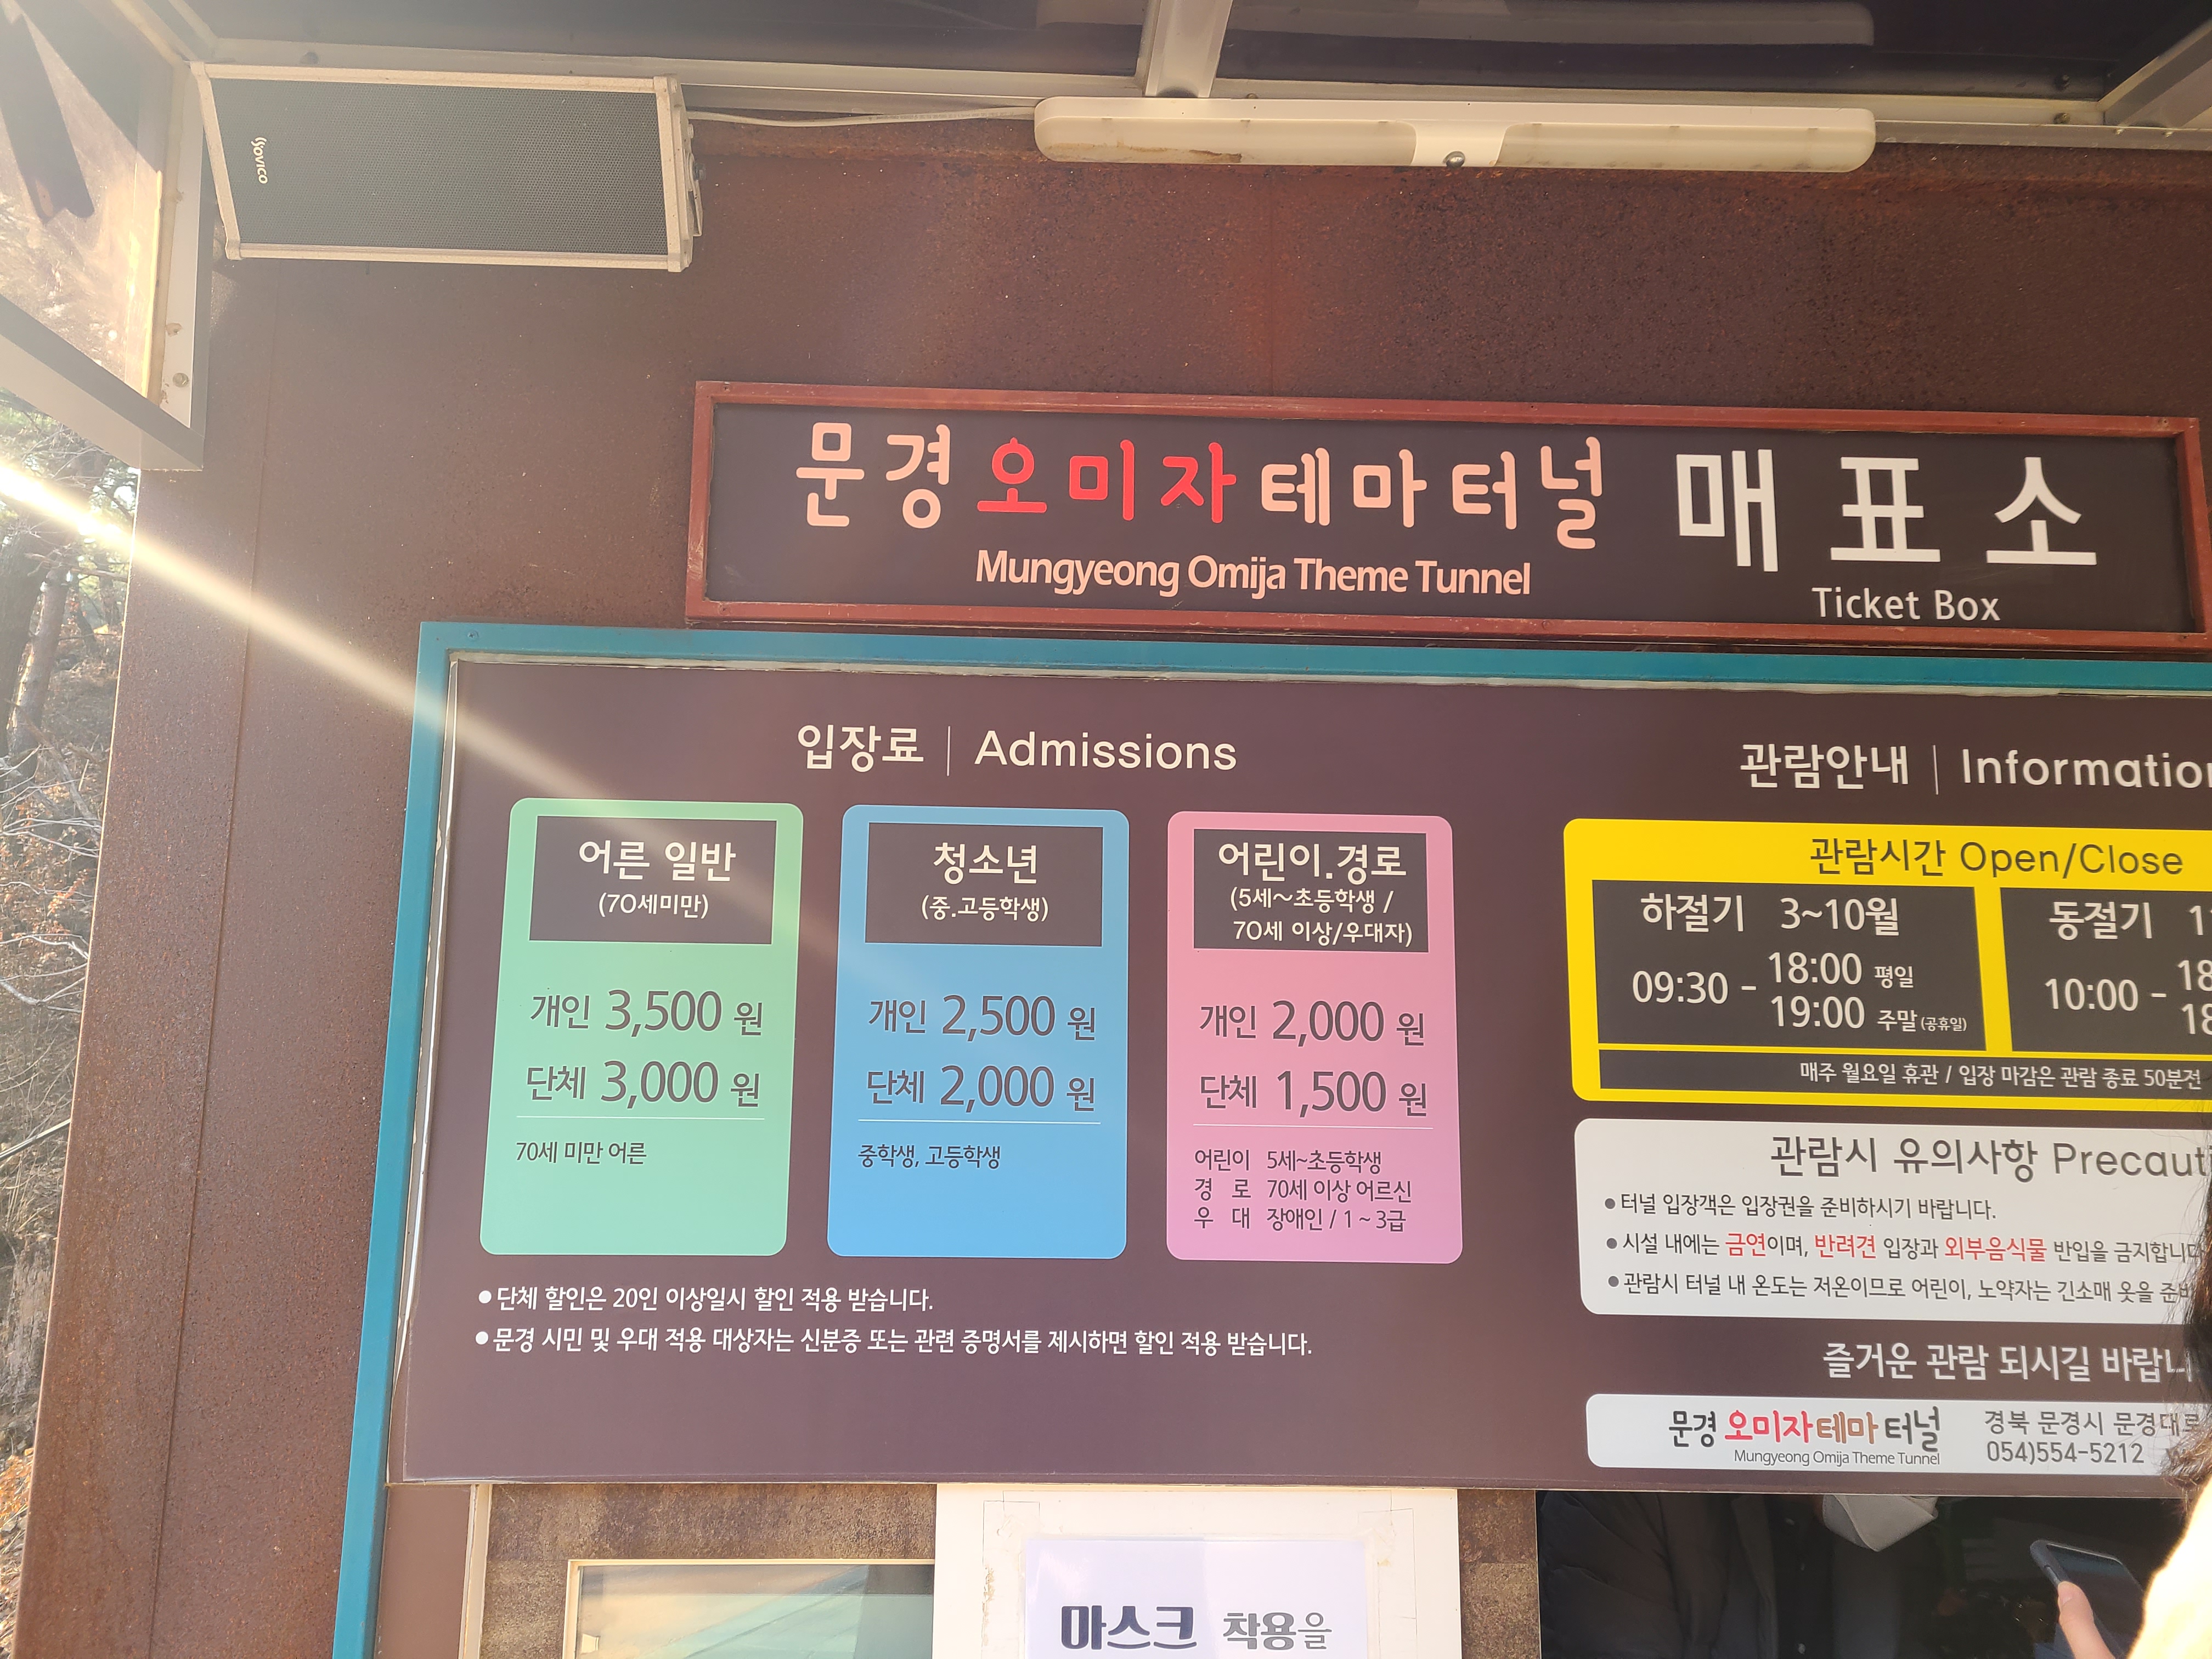 Sovico
문경오미자테마터널 매표소
Mungyeong Omija Theme Tunnel
Ticket Box
입장료 | Admissions
어른 일반
(70세미만)
개인 3,500 원
단체 3,000 원
70세 미만 어른
청소년
(중.고등학생)
개인 2,500 원
단체 2,000 원
중학생, 고등학생
어린이.경로
(5세~초등학생 /
70세 이상/우대자)
개인 2,000 원
단체 1,500 원
어린이 5세~초등학생
경 로 70세 이상 어르신
우 대 장애인 / 1 ~ 3급
● 단체 할인은 20인 이상일시 할인 적용 받습니다.
● 문경 시민 및 우대 적용 대상자는 신분증 또는 관련 증명서를 제시하면 할인 적용 받습니다.
관람안내 | Informatio
관람시간 Open/Close
하절기 3~10월
09:30 - 18:00 평일
19:00 주말(공휴일)
동절기 1
10:00 - 18
18
매주 월요일 휴관 / 입장 마감은 관람 종료 50분전
관람시 유의사항 Precaut
● 터널 입장객은 입장권을 준비하시기 바랍니다.
● 시설 내에는 금연이며, 반려견 입장과 외부음식물 반입을 금지합니다
● 관람시 터널 내 온도는 저온이므로 어린이, 노약자는 긴소매 옷을
즐거운 관람 되시길
문경 오미자테마 터널
Mungyeong Omija Theme Tunnel
경북 문경시 문경대로
054)554-5212
마스크 착용을